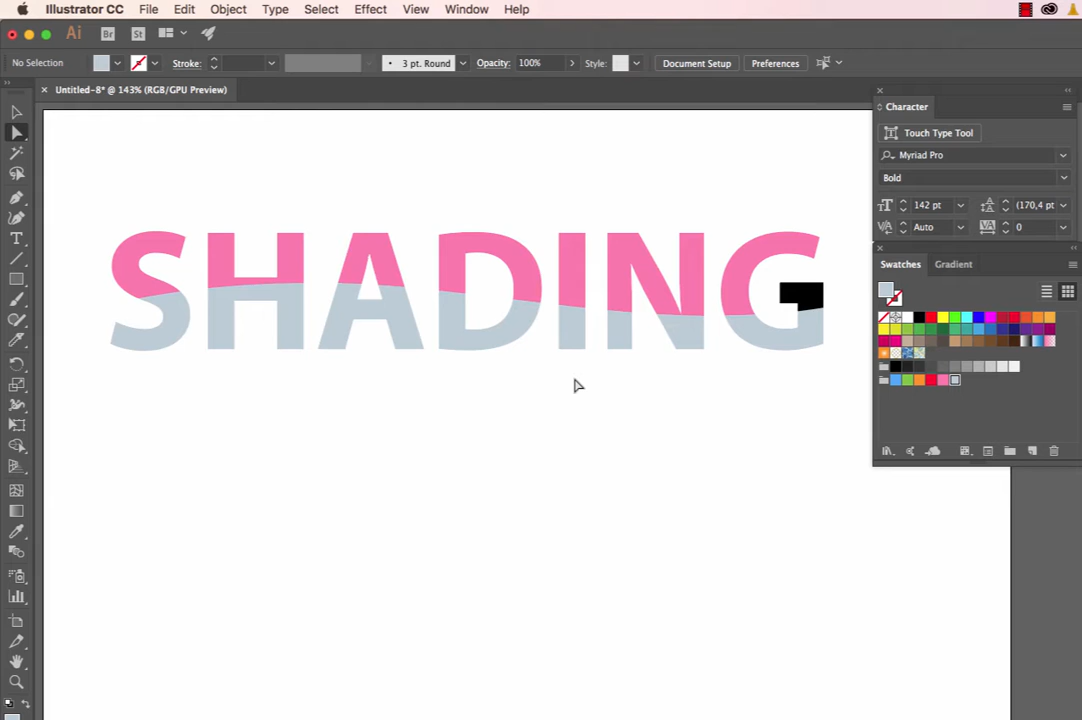 Illustrator CC File Edit Object Type Select Effect View Window Help
Ai Br St
No Selection Stroke: 3 pt. Round Opacity: 100% Style: Document Setup Preferences
Untitled-8* @ 143% (RGB/GPU Preview)
Character
Touch Type Tool
Myriad Pro
Bold
142 pt (170,4 pt
Auto 0
Swatches Gradient
SHADING